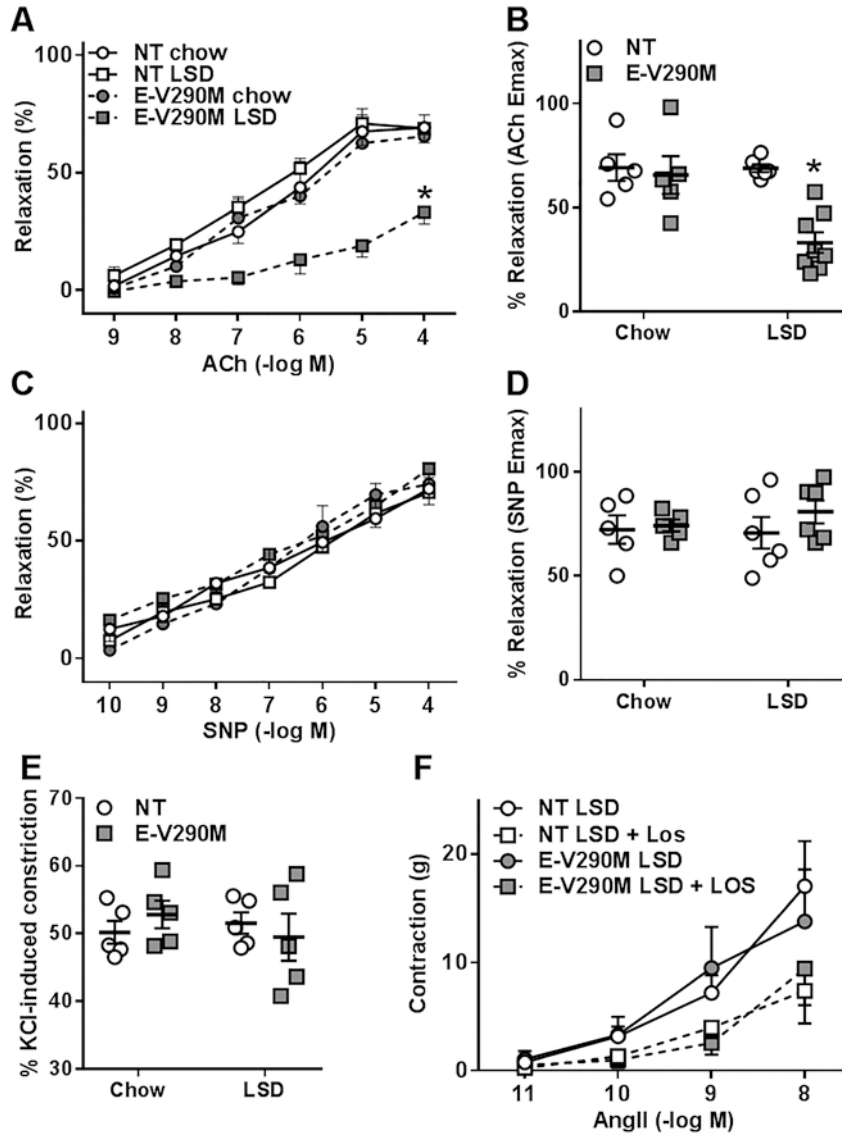 A
NT chow
NT LSD
E-V290M chow
E-V290M LSD
Relaxation (%)
100
50
0
*
9 8 7 6 5 4
ACh (-log M)
B
NT
E-V290M
% Relaxation (ACh Emax)
100
50
0
*
Chow LSD
C
Relaxation (%)
100
50
0
10 9 8 7 6 5 4
SNP (-log M)
D
% Relaxation (SNP Emax)
100
50
0
Chow LSD
E
NT
E-V290M
% KCl-induced constriction
70
60
50
40
30
Chow LSD
F
NT LSD
NT LSD + Los
E-V290M LSD
E-V290M LSD + LOS
Contraction (g)
20
10
0
11 10 9 8
AngII (-log M)